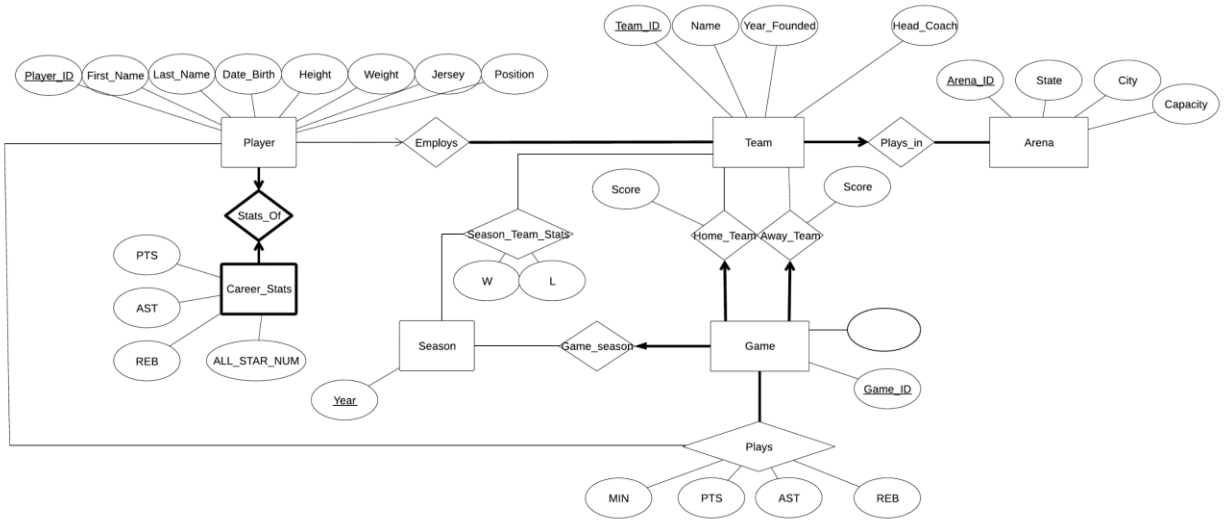 Team_ID
Name
Year_Founded
Head_Coach
Player_ID
First_Name
Last_Name
Date_Birth
Height
Weight
Jersey
Position
Arena_ID
State
City
Capacity
Player
Employs
Team
Plays_in
Arena
Score
Score
Stats_Of
Season_Team_Stats
Home_Team
Away_Team
PTS
W
L
Career_Stats
AST
REB
ALL_STAR_NUM
Season
Game_season
Game
Year
Game_ID
Plays
MIN
PTS
AST
REB